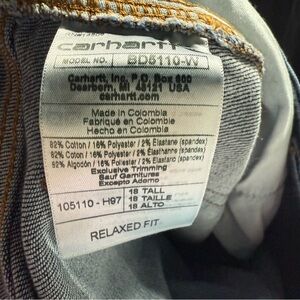 carhartt
MODEL NO. BD5110-W
Carhartt, Inc. P.O. Box 600
Dearborn, MI 48121 USA
carhartt.com
Made in Colombia
Fabriqué en Colombie
Hecho en Colombia
82% Cotton / 16% Polyester / 2% Elastane (spandex)
82% Coton / 16% Polyester / 2% Élasthanne (spandex)
82% Algodón / 16% Poliéster / 2% Elastano (spandex)
Exclusive Trimming
Sauf Garnitures
Excepto Adorno
105110 - H97
18 TALL
18 TAILLE
18 ALTO
RELAXED FIT